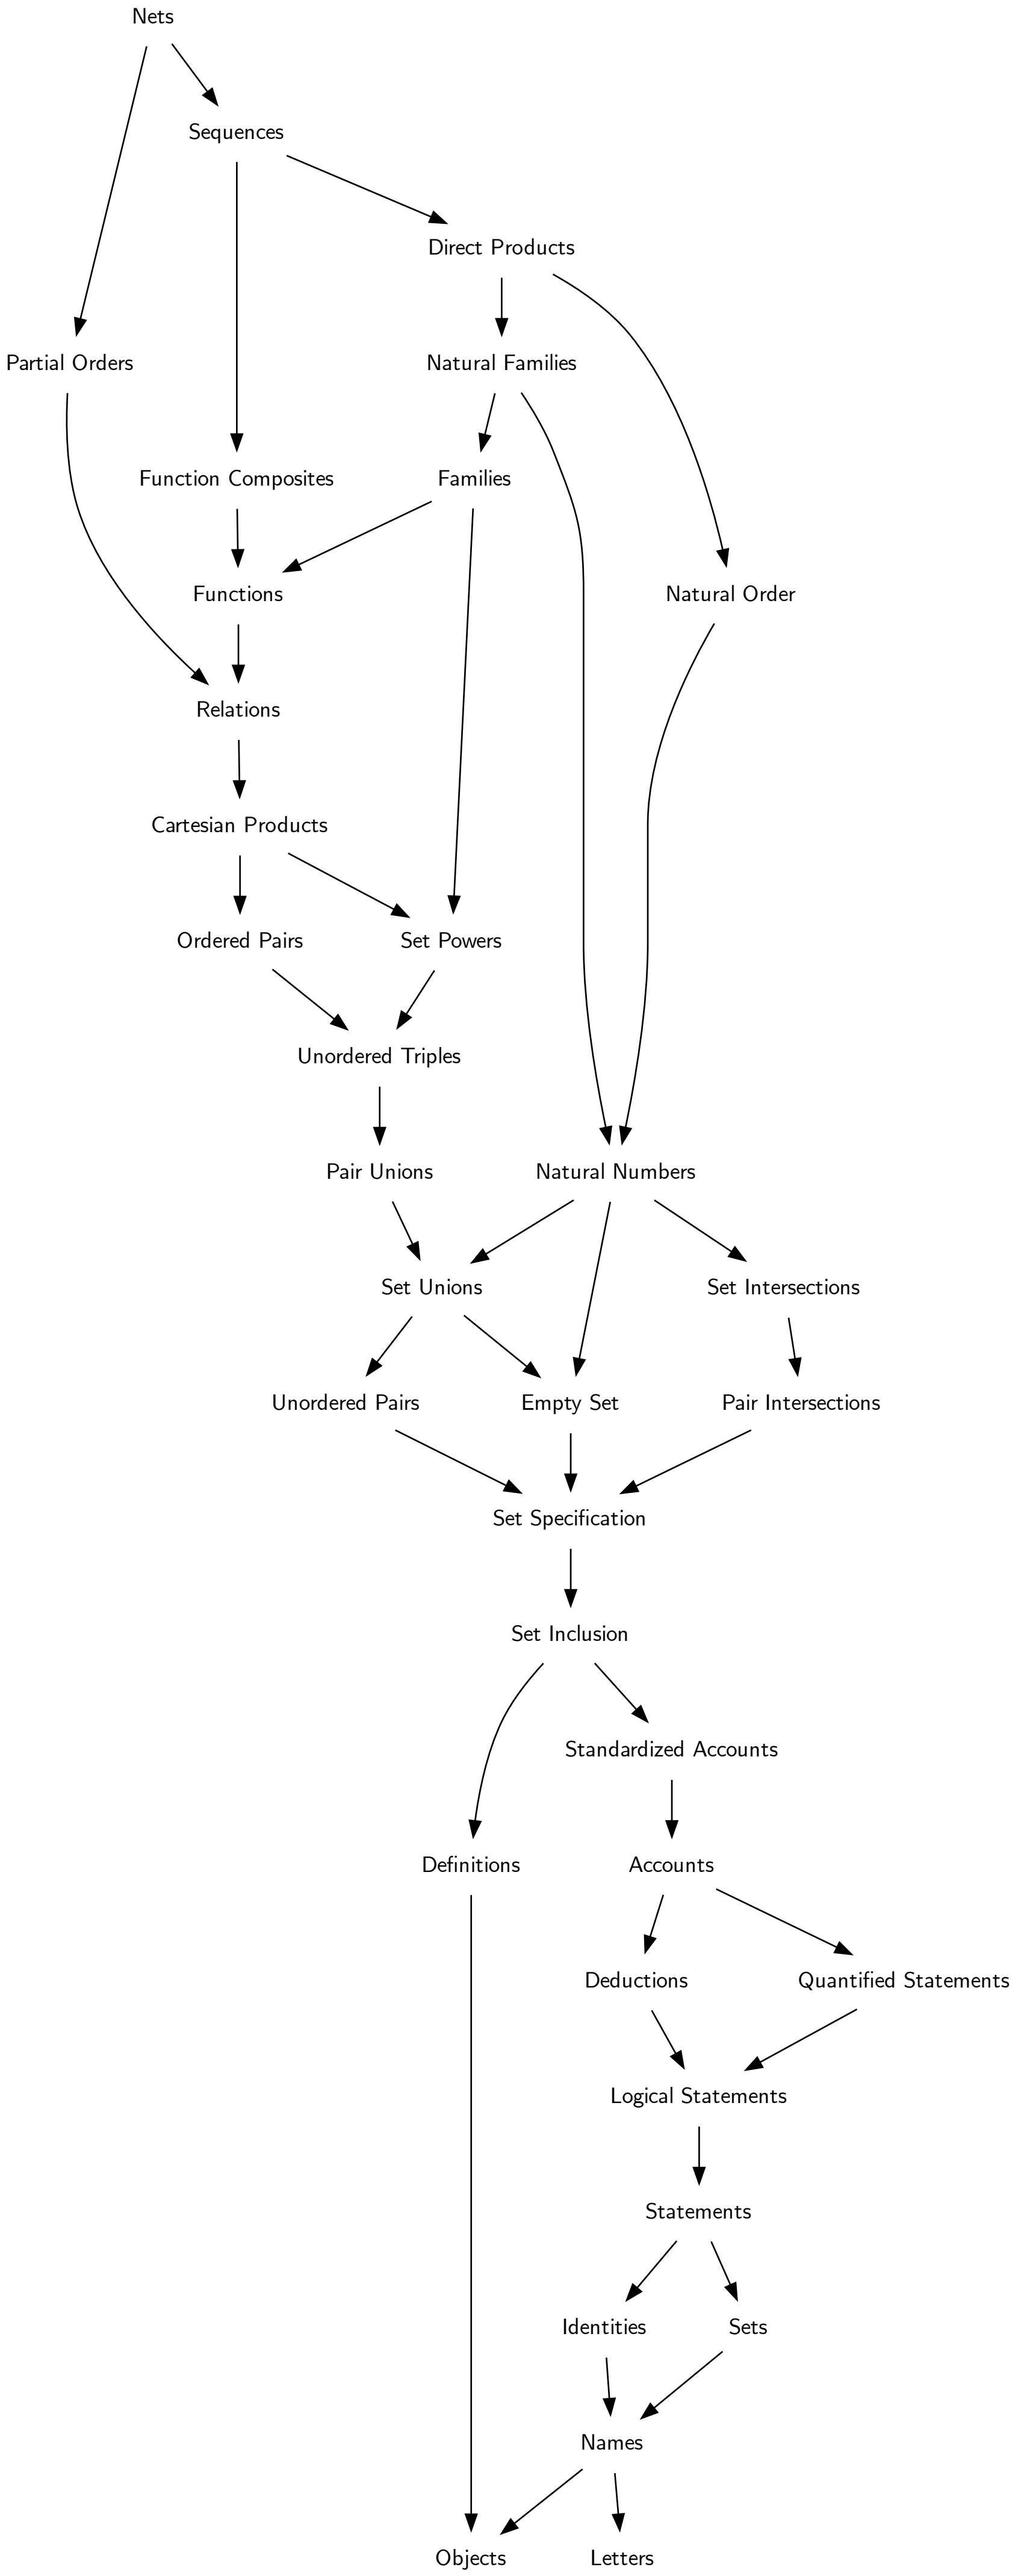 Nets
Sequences
Direct Products
Partial Orders
Natural Families
Function Composites
Families
Functions
Natural Order
Relations
Cartesian Products
Ordered Pairs
Set Powers
Unordered Triples
Pair Unions
Natural Numbers
Set Unions
Set Intersections
Unordered Pairs
Empty Set
Pair Intersections
Set Specification
Set Inclusion
Standardized Accounts
Definitions
Accounts
Deductions
Quantified Statements
Logical Statements
Statements
Identities
Sets
Names
Objects
Letters